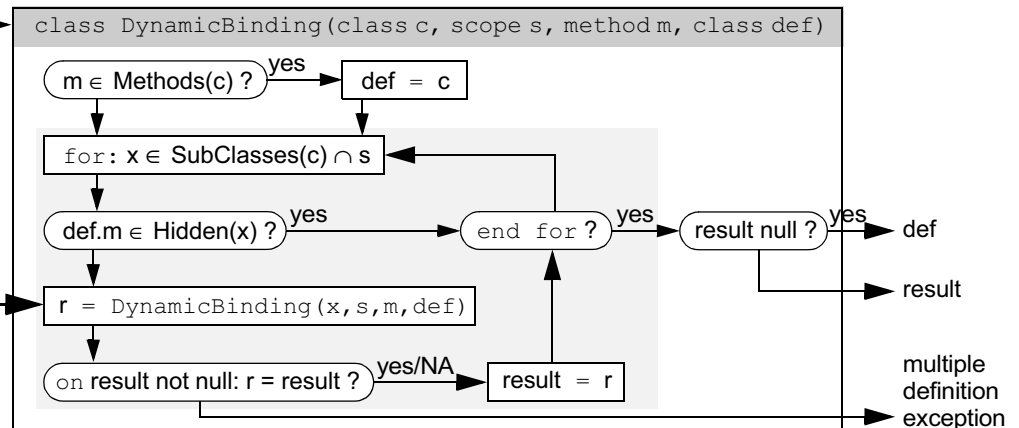 class DynamicBinding(class c, scope s, method m, class def)
m ∈ Methods(c) ?
yes
def = c
for: x ∈ SubClasses(c) ∩ s
def.m ∈ Hidden(x) ?
yes
end for ?
yes
result null ?
yes
def
result
r = DynamicBinding(x,s,m,def)
on result not null: r = result ?
yes/NA
result = r
multiple
definition
exception